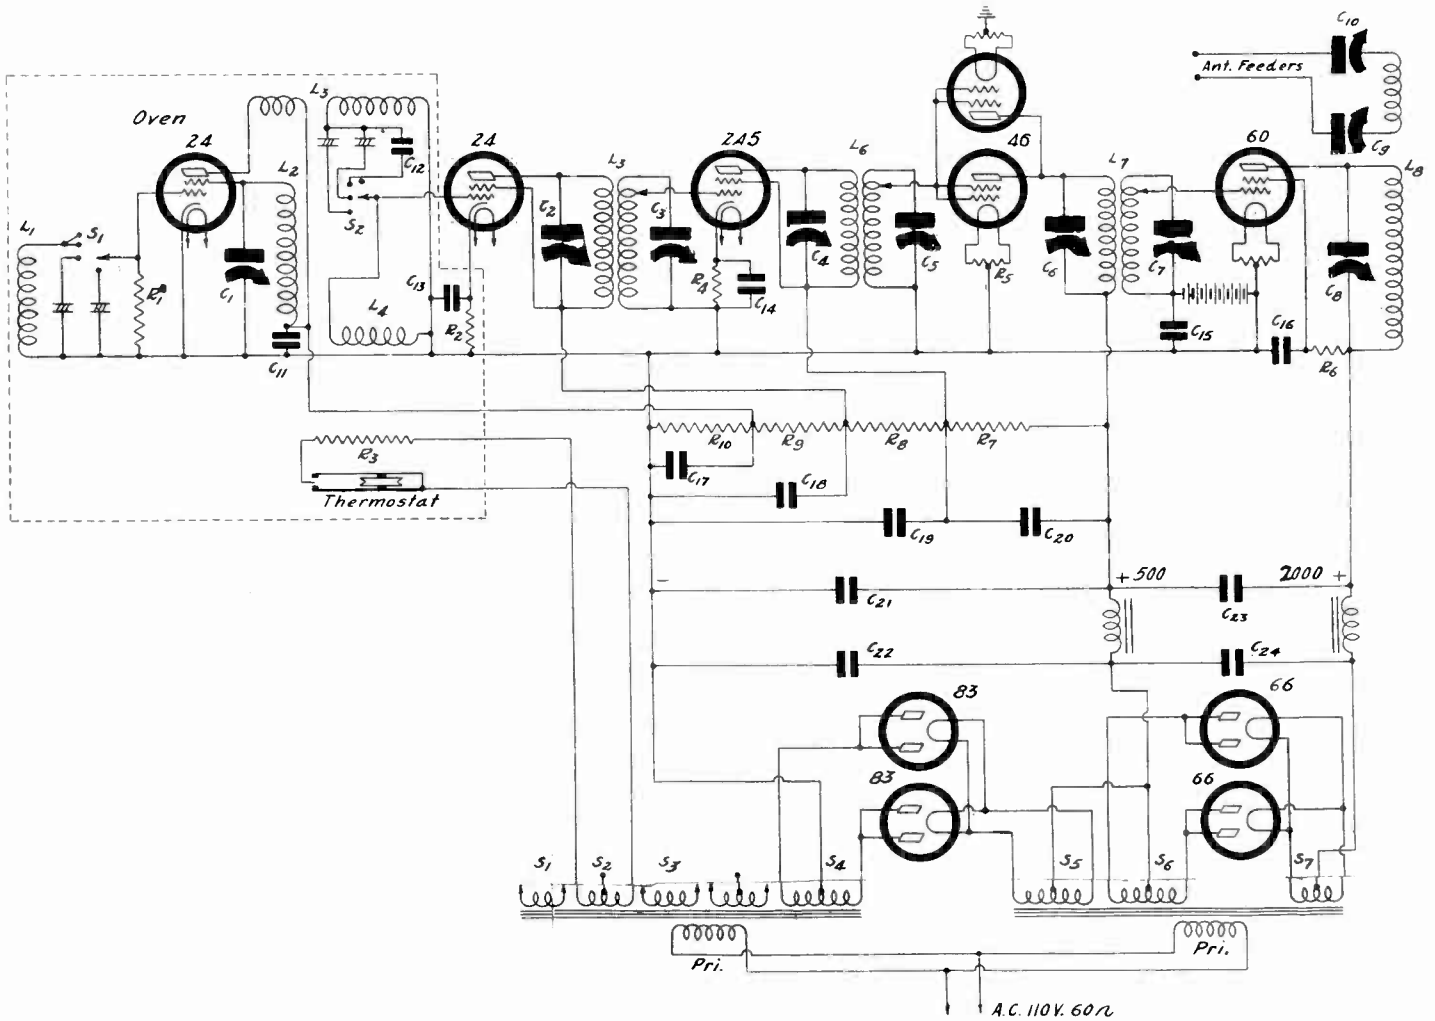 C10
Ant. Feeders
C9
Oven
24
L3
C12
24
2A5
L6
46
60
L8
L2
L3
L7
L1
S1
S2
C2
C3
C4
C5
R5
C6
C7
C8
R1
C1
C13
L4
R2
R4
C14
C15
C16
R6
C11
R10
R9
R8
R7
R3
C17
C18
Thermostat
C19
C20
−
+ 500
2000 +
C21
C23
C22
C24
83
66
83
66
S1
S2
S3
S4
S5
S6
S7
Pri.
Pri.
A.C. 110V. 60~